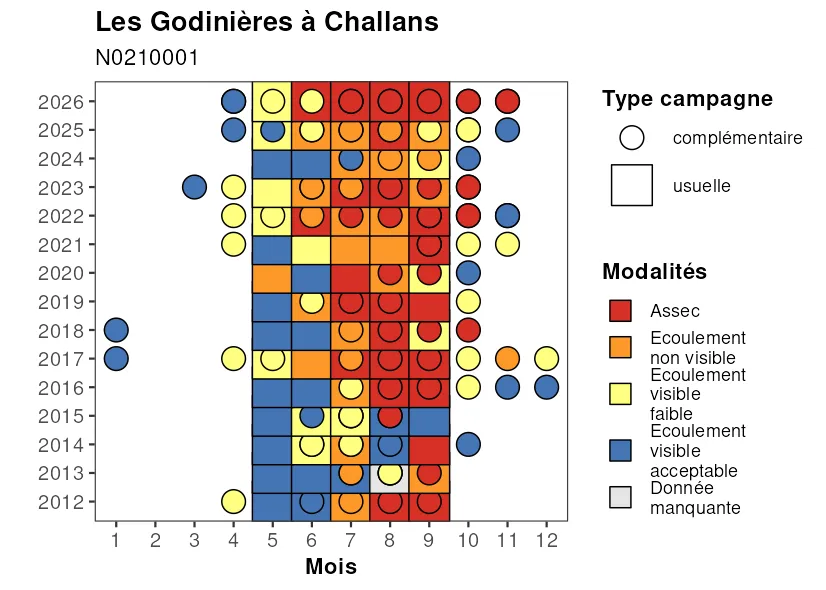 Les Godinières à Challans
N0210001
2026
2025
2024
2023
2022
2021
2020
2019
2018
2017
2016
2015
2014
2013
2012
1 2 3 4 5 6 7 8 9 10 11 12
Mois
Type campagne
complémentaire
usuelle
Modalités
Assec
Ecoulement
non visible
Ecoulement
visible
faible
Ecoulement
visible
acceptable
Donnée
manquante